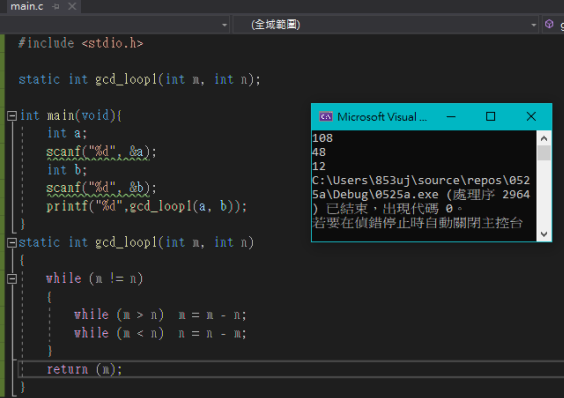 main.c
(全域範圍)
#include <stdio.h>
static int gcd_loop1(int m, int n);
int main(void){
int a;
scanf("%d", &a);
int b;
scanf("%d", &b);
printf("%d",gcd_loop1(a, b));
}
static int gcd_loop1(int m, int n)
{
while (m != n)
{
while (m > n) m = m - n;
while (m < n) n = n - m;
}
return (m);
}
Microsoft Visual ...
108
48
12
C:\Users\853uj\source\repos\052
5a\Debug\0525a.exe (處理序 2964
) 已結束，出現代碼 0。
若要在偵錯停止時自動關閉主控台